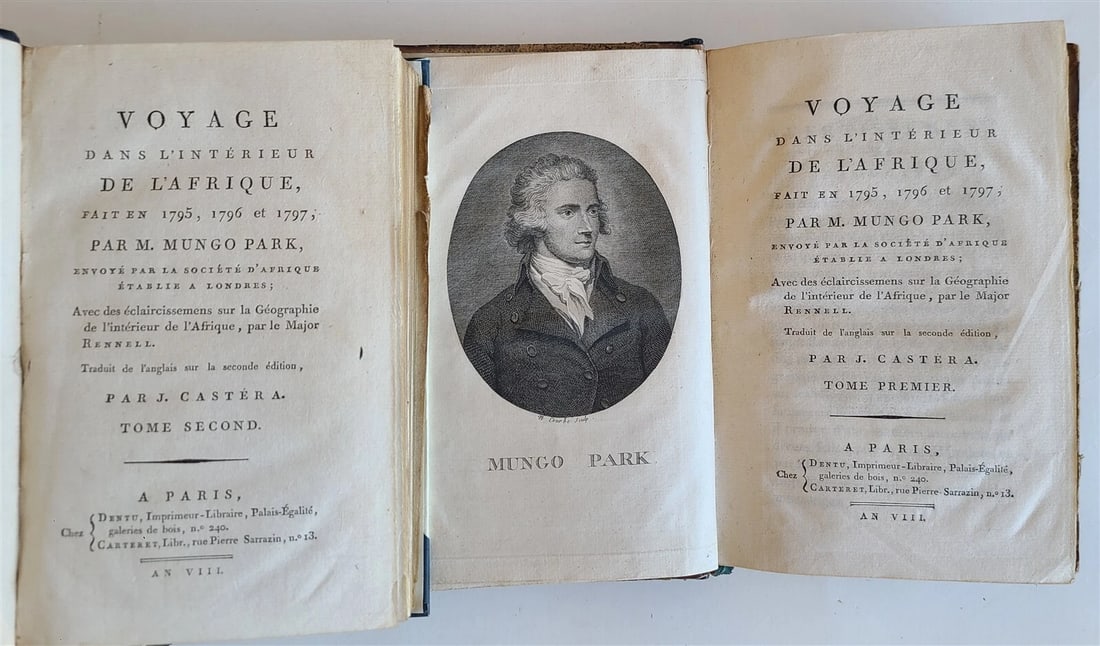 VOYAGE
DANS L'INTÉRIEUR
DE L'AFRIQUE,
FAIT EN 1795, 1796 et 1797,
PAR M. MUNGO PARK,
ENVOYÉ PAR LA SOCIÉTÉ D'AFRIQUE
ÉTABLIE A LONDRES;
Avec des éclaircissemens sur la Géographie
de l'intérieur de l'Afrique, par le Major
RENNELL.
Traduit de l'anglais sur la seconde édition,
PAR J. CASTÉRA.
TOME SECOND.
A PARIS,
Chez { DENTU, Imprimeur-Libraire, Palais-Égalité,
galeries de bois, n.º 240.
CARTERET, Libr., rue Pierre Sarrazin, n.º 13.
AN VIII.
MUNGO PARK
VOYAGE
DANS L'INTÉRIEUR
DE L'AFRIQUE,
FAIT EN 1795, 1796 et 1797,
PAR M. MUNGO PARK,
ENVOYÉ PAR LA SOCIÉTÉ D'AFRIQUE
ÉTABLIE A LONDRES;
Avec des éclaircissemens sur la Géographie
de l'intérieur de l'Afrique, par le Major
RENNELL.
Traduit de l'anglais sur la seconde édition,
PAR J. CASTERA.
TOME PREMIER.
A PARIS,
Chez { DENTU, Imprimeur-Libraire, Palais-Égalité,
galeries de bois, n.º 240.
CARTERET, Libr., rue Pierre Sarrazin, n.º 13.
AN VIII.